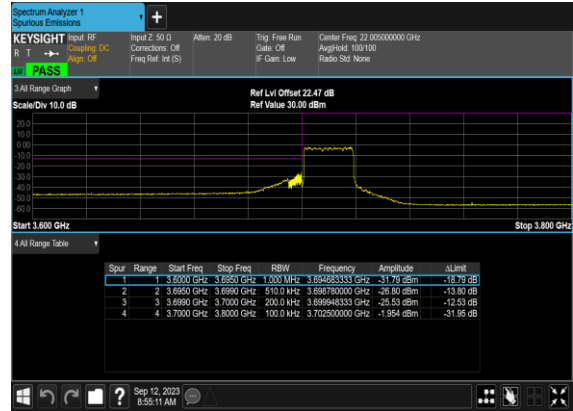 Spectrum Analyzer 1
Spurious Emissions
+
KEYSIGHT Input: RF Input Z: 50 Ω Atten: 20 dB Trig: Free Run Center Freq: 22.005000000 GHz
R T Coupling: DC Corrections: Off Gate: Off Avg|Hold: 100/100
Align: Off Freq Ref: Int (S) IF Gain: Low Radio Std: None
PASS
3 All Range Graph
Ref Lvl Offset 22.47 dB
Scale/Div 10.0 dB Ref Value 30.00 dBm
20.0
10.0
0.00
-10.0
-20.0
-30.0
-40.0
-50.0
-60.0
Start 3.600 GHz Stop 3.800 GHz
4 All Range Table
Spur Range Start Freq Stop Freq RBW Frequency Amplitude ΔLimit
1 1 3.6000 GHz 3.6950 GHz 1.000 MHz 3.694683333 GHz -31.79 dBm -18.79 dB
2 2 3.6950 GHz 3.6990 GHz 510.0 kHz 3.698780000 GHz -26.80 dBm -13.80 dB
3 3 3.6990 GHz 3.7000 GHz 200.0 kHz 3.699948333 GHz -25.53 dBm -12.53 dB
4 4 3.7000 GHz 3.8000 GHz 100.0 kHz 3.702500000 GHz -1.954 dBm -31.95 dB
? Sep 12, 2023
8:55:11 AM